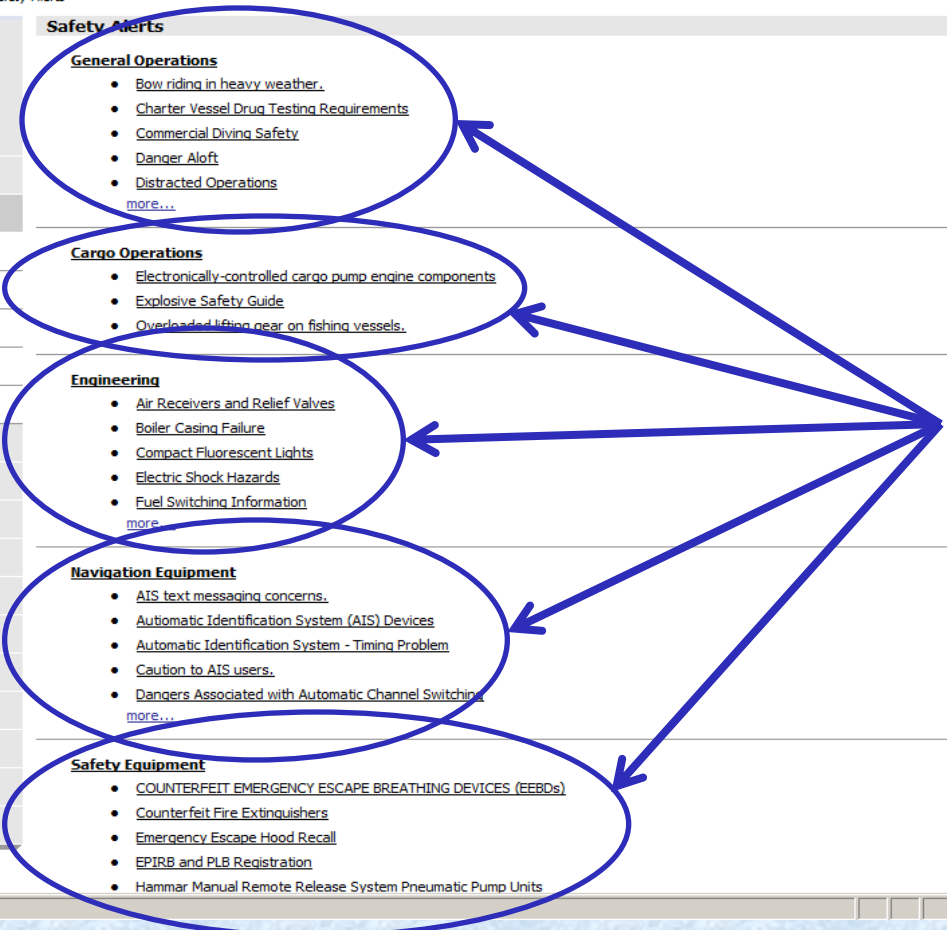 Safety Alerts
General Operations
Bow riding in heavy weather.
Charter Vessel Drug Testing Requirements
Commercial Diving Safety
Danger Aloft
Distracted Operations
more...
Cargo Operations
Electronically-controlled cargo pump engine components
Explosive Safety Guide
Overloaded lifting gear on fishing vessels.
Engineering
Air Receivers and Relief Valves
Boiler Casing Failure
Compact Fluorescent Lights
Electric Shock Hazards
Fuel Switching Information
more...
Navigation Equipment
AIS text messaging concerns.
Autiomatic Identification System (AIS) Devices
Automatic Identification System - Timing Problem
Caution to AIS users.
Dangers Associated with Automatic Channel Switching
more...
Safety Equipment
COUNTERFEIT EMERGENCY ESCAPE BREATHING DEVICES (EEBDs)
Counterfeit Fire Extinguishers
Emergency Escape Hood Recall
EPIRB and PLB Registration
Hammar Manual Remote Release System Pneumatic Pump Units